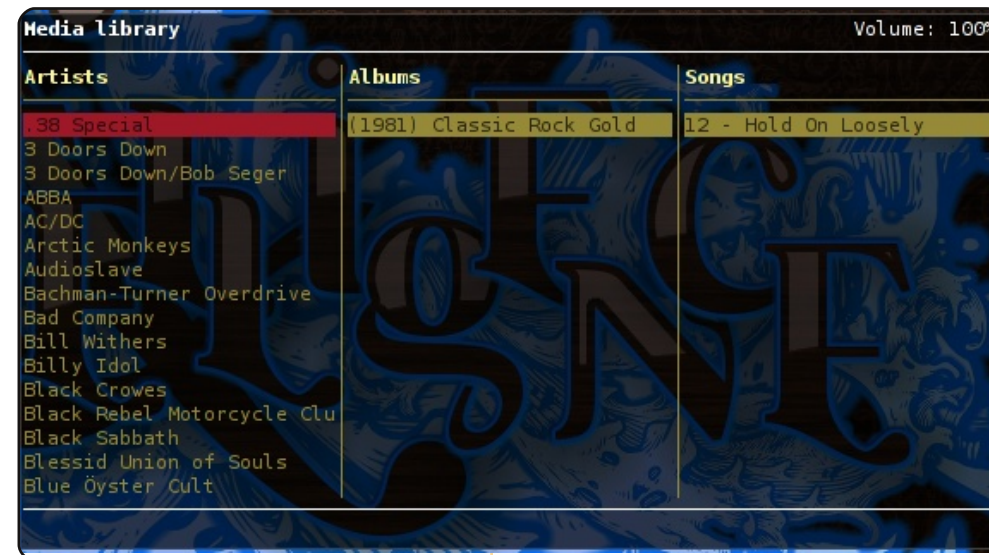 Media library Volume: 100%
Artists Albums Songs
.38 Special (1981) Classic Rock Gold 12 - Hold On Loosely
3 Doors Down
3 Doors Down/Bob Seger
ABBA
AC/DC
Arctic Monkeys
Audioslave
Bachman-Turner Overdrive
Bad Company
Bill Withers
Billy Idol
Black Crowes
Black Rebel Motorcycle Clu
Black Sabbath
Blessid Union of Souls
Blue Öyster Cult